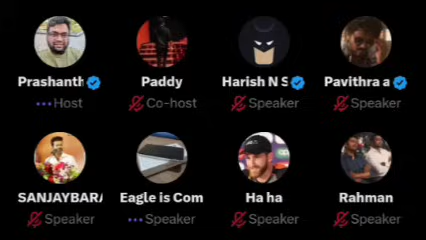 Prashanth
Paddy
Harish N S
Pavithra a
Host
Co-host
Speaker
Speaker
SANJAYBARA
Eagle is Com
Ha ha
Rahman
Speaker
Speaker
Speaker
Speaker